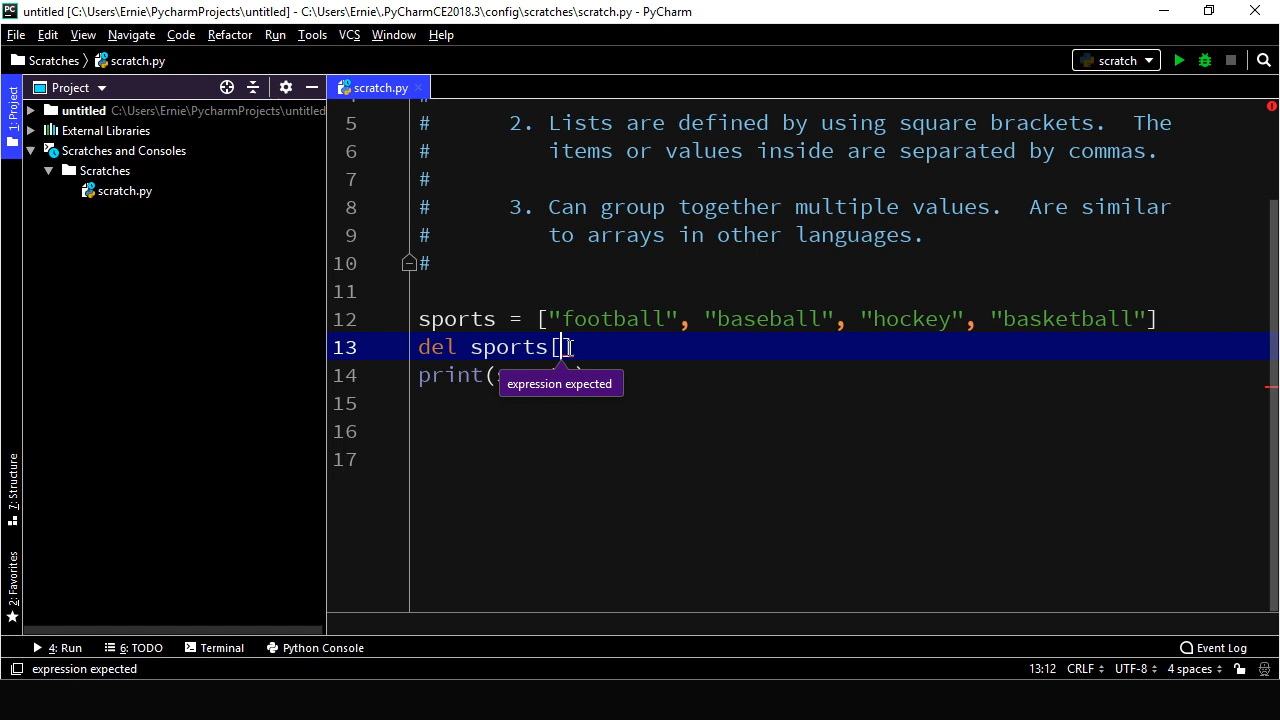 untitled [C:\Users\Ernie\PycharmProjects\untitled] - C:\Users\Ernie\.PyCharmCE2018.3\config\scratches\scratch.py - PyCharm
File Edit View Navigate Code Refactor Run Tools VCS Window Help
Scratches scratch.py scratch
1: Project
Project
scratch.py
untitled C:\Users\Ernie\PycharmProjects\untitled
External Libraries
Scratches and Consoles
Scratches
scratch.py
5 # 2. Lists are defined by using square brackets. The
6 # items or values inside are separated by commas.
7 #
8 # 3. Can group together multiple values. Are similar
9 # to arrays in other languages.
10 #
11
12 sports = ["football", "baseball", "hockey", "basketball"]
13 del sports[]
14 print(
expression expected
15
16
17
7: Structure
2: Favorites
4: Run 6: TODO Terminal Python Console Event Log
expression expected 13:12 CRLF UTF-8 4 spaces